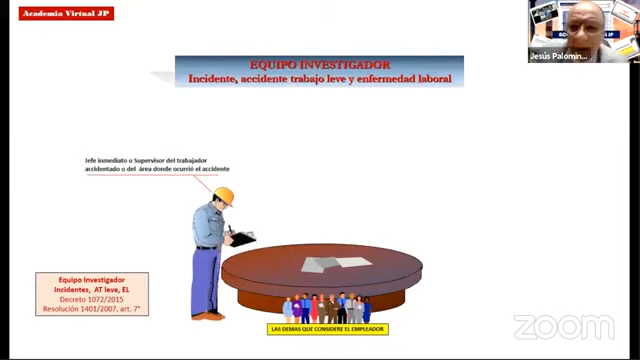 Academia Virtual JP
EQUIPO INVESTIGADOR
Incidente, accidente trabajo leve y enfermedad laboral
Jesús Palomin...
Jefe inmediato o Supervisor del trabajador
accidentado o del área donde ocurrió el accidente
Equipo Investigador
Incidentes, AT leve, EL
Decreto 1072/2015
Resolución 1401/2007, art. 7°
LAS DEMAS QUE CONSIDERE EL EMPLEADOR
zoom